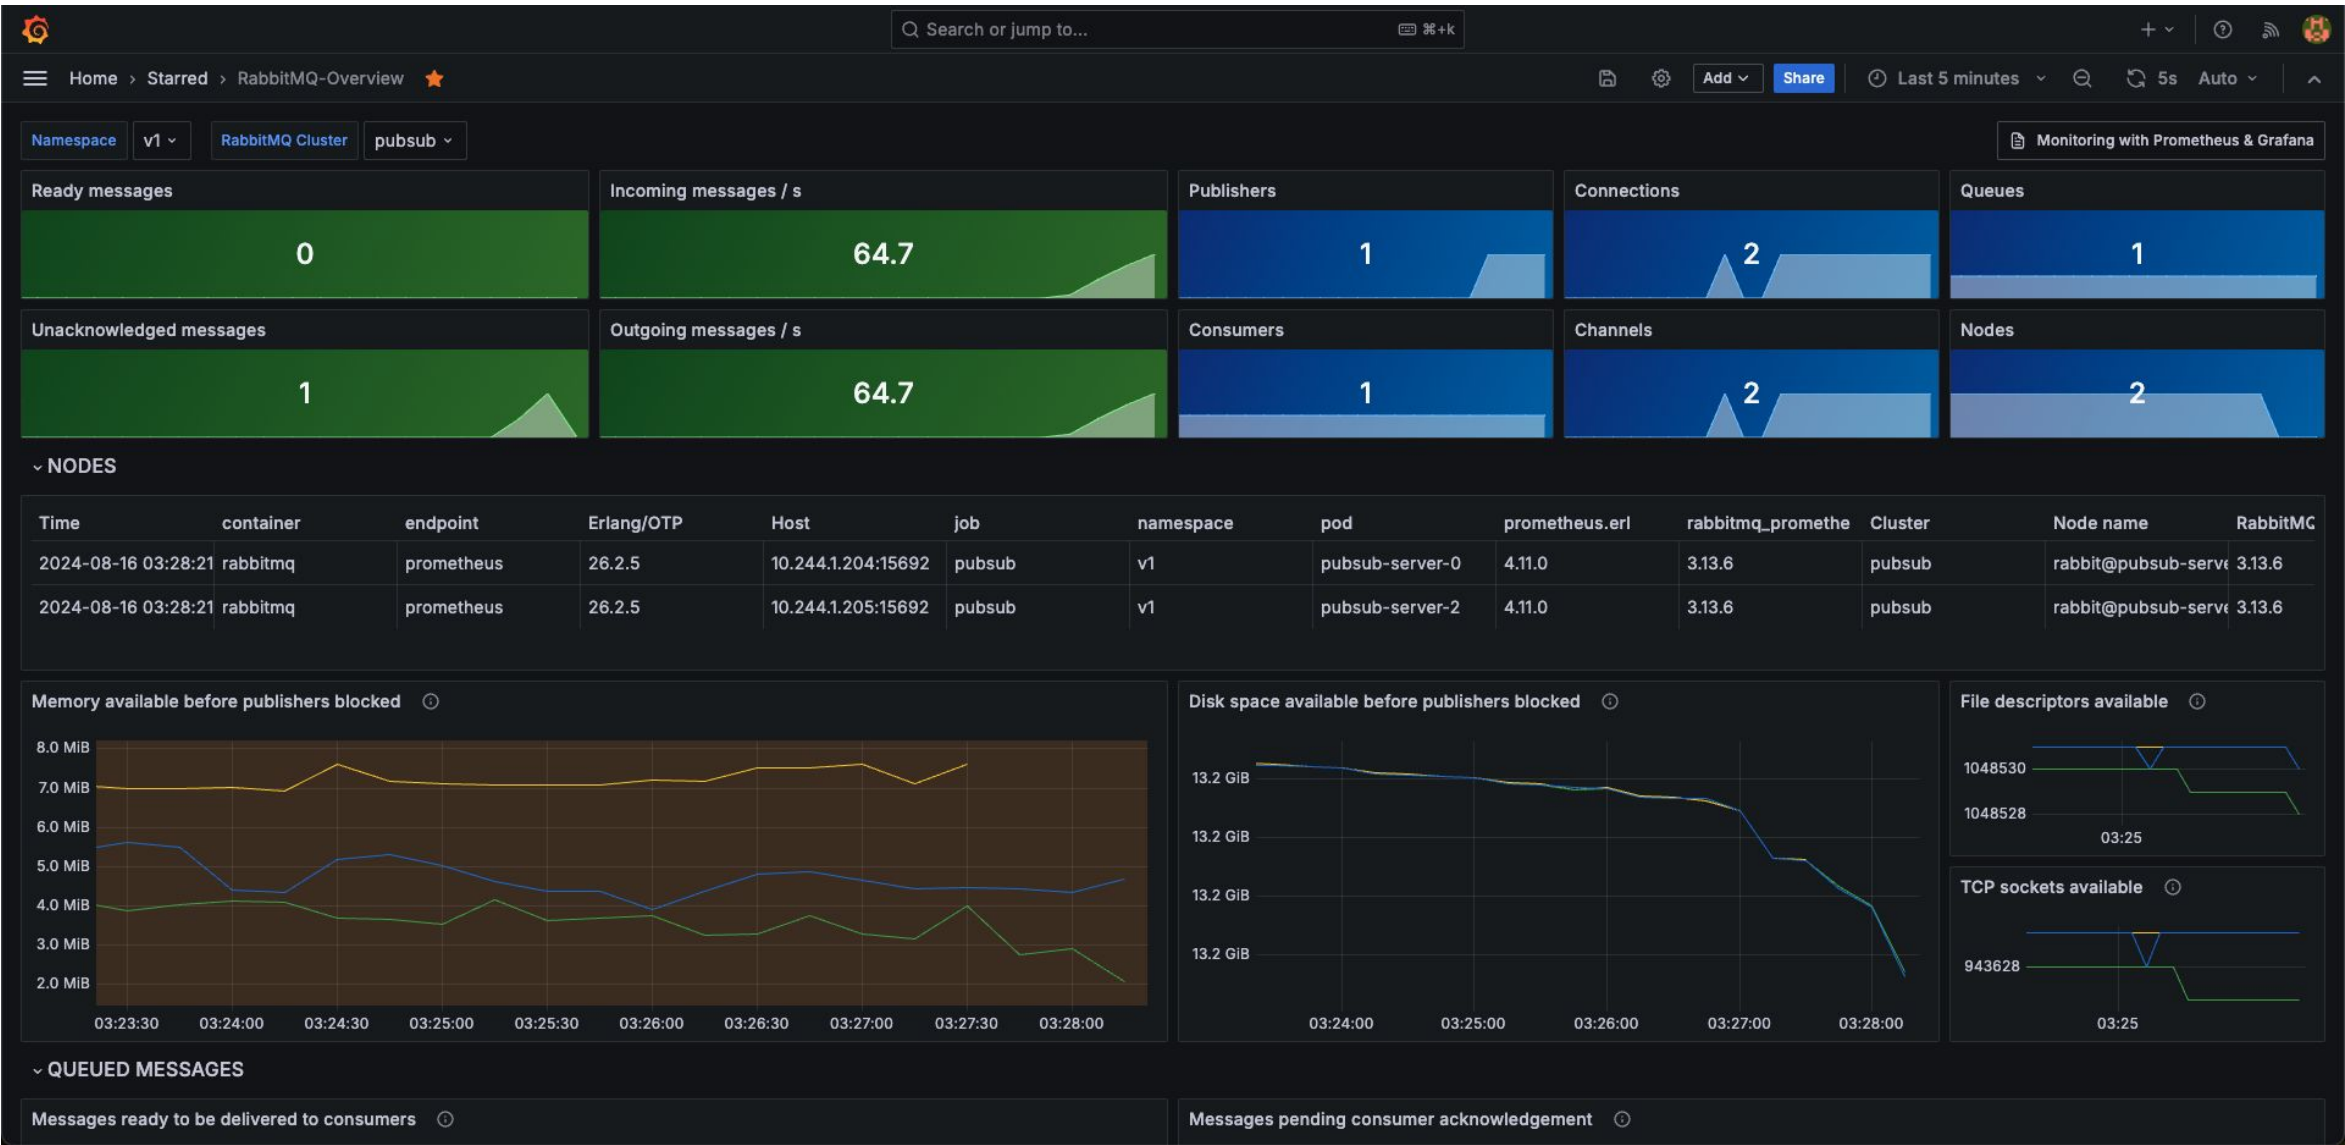 Search or jump to... ⌘+k
Home › Starred › RabbitMQ-Overview Add Share Last 5 minutes 5s Auto
Namespace v1 RabbitMQ Cluster pubsub Monitoring with Prometheus & Grafana
Ready messages Incoming messages / s Publishers Connections Queues
0 64.7 1 2 1
Unacknowledged messages Outgoing messages / s Consumers Channels Nodes
1 64.7 1 2 2
NODES
Time container endpoint Erlang/OTP Host job namespace pod prometheus.erl rabbitmq_promethe Cluster Node name RabbitMQ
2024-08-16 03:28:21 rabbitmq prometheus 26.2.5 10.244.1.204:15692 pubsub v1 pubsub-server-0 4.11.0 3.13.6 pubsub rabbit@pubsub-serve 3.13.6
2024-08-16 03:28:21 rabbitmq prometheus 26.2.5 10.244.1.205:15692 pubsub v1 pubsub-server-2 4.11.0 3.13.6 pubsub rabbit@pubsub-serve 3.13.6
Memory available before publishers blocked
8.0 MiB
7.0 MiB
6.0 MiB
5.0 MiB
4.0 MiB
3.0 MiB
2.0 MiB
03:23:30 03:24:00 03:24:30 03:25:00 03:25:30 03:26:00 03:26:30 03:27:00 03:27:30 03:28:00
Disk space available before publishers blocked
13.2 GiB
13.2 GiB
13.2 GiB
13.2 GiB
03:24:00 03:25:00 03:26:00 03:27:00 03:28:00
File descriptors available
1048530
1048528
03:25
TCP sockets available
943628
03:25
QUEUED MESSAGES
Messages ready to be delivered to consumers Messages pending consumer acknowledgement